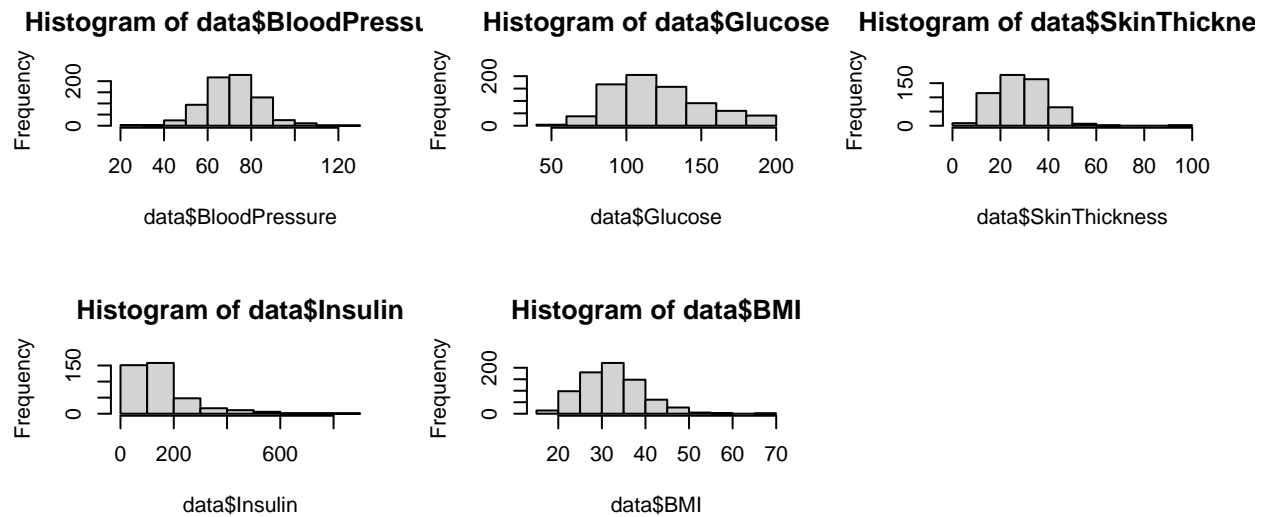 Histogram of data$BloodPressu
Frequency
0 200
20 40 60 80 120
data$BloodPressure
Histogram of data$Glucose
Frequency
0 200
50 100 150 200
data$Glucose
Histogram of data$SkinThickne
Frequency
0 150
0 20 40 60 80 100
data$SkinThickness
Histogram of data$Insulin
Frequency
0 150
0 200 600
data$Insulin
Histogram of data$BMI
Frequency
0 200
20 30 40 50 60 70
data$BMI